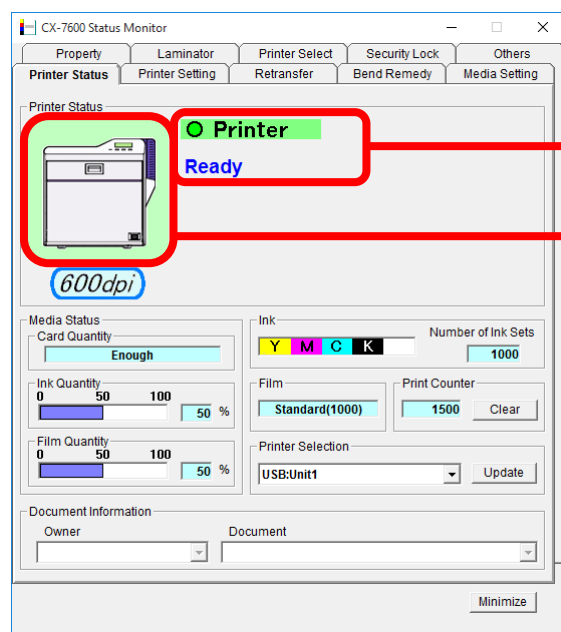 CX-7600 Status Monitor
Property Laminator Printer Select Security Lock Others
Printer Status Printer Setting Retransfer Bend Remedy Media Setting
Printer Status
Printer
Ready
600dpi
Media Status
Card Quantity
Enough
Ink Quantity
0 50 100
50 %
Film Quantity
0 50 100
50 %
Ink
Y M C K
Number of Ink Sets
1000
Film
Standard(1000)
Print Counter
1500 Clear
Printer Selection
USB:Unit1 Update
Document Information
Owner Document
Minimize